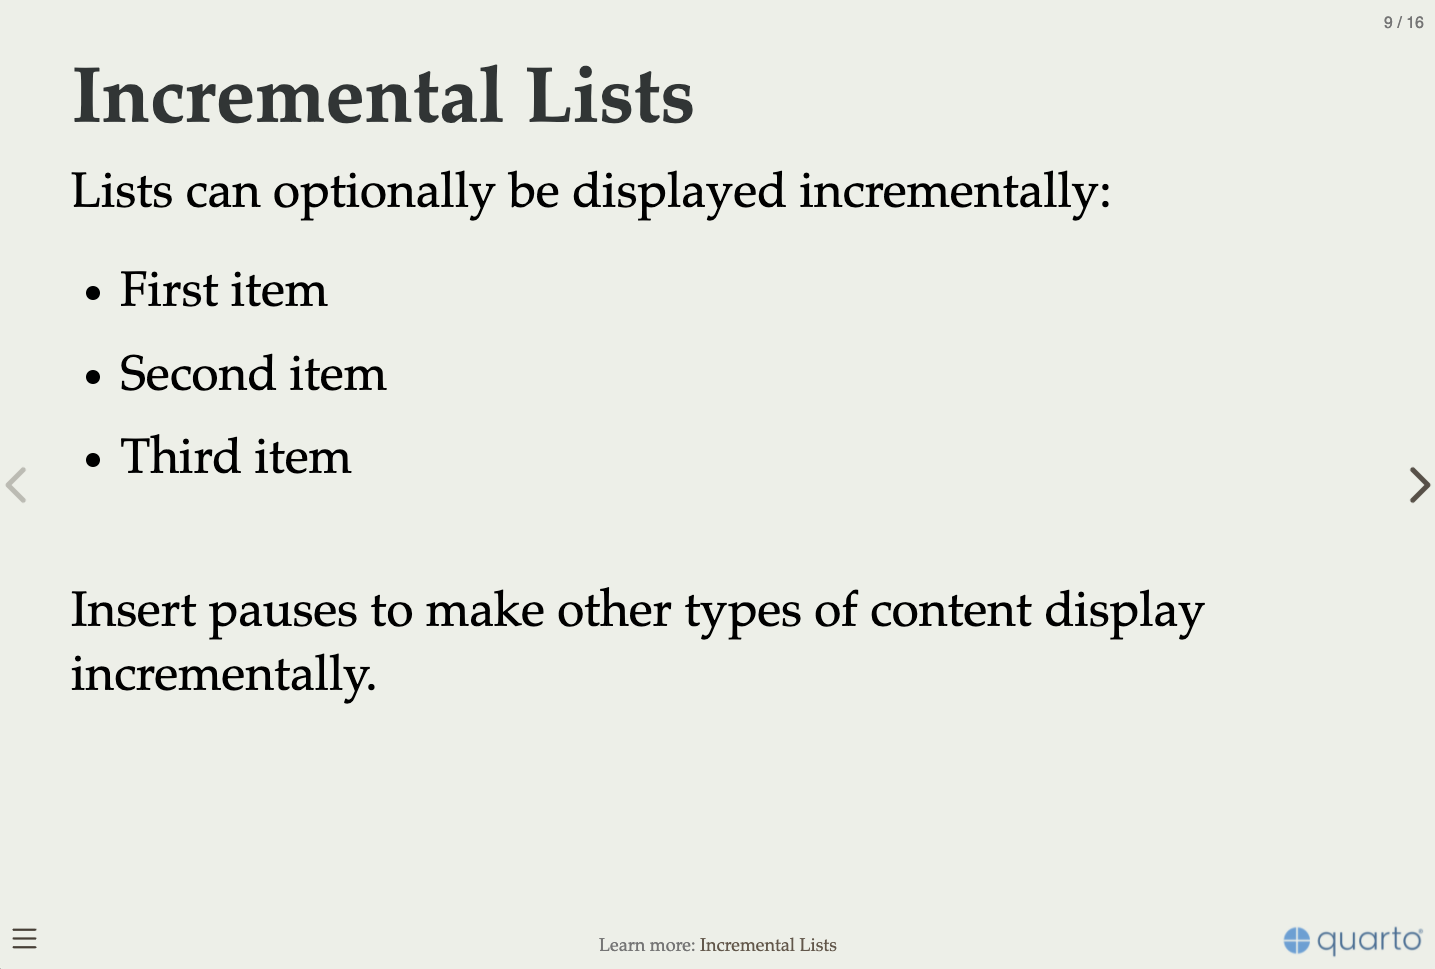 9 / 16
Incremental Lists
Lists can optionally be displayed incrementally:
• First item
• Second item
• Third item
Insert pauses to make other types of content display
incrementally.
Learn more: Incremental Lists
quarto®